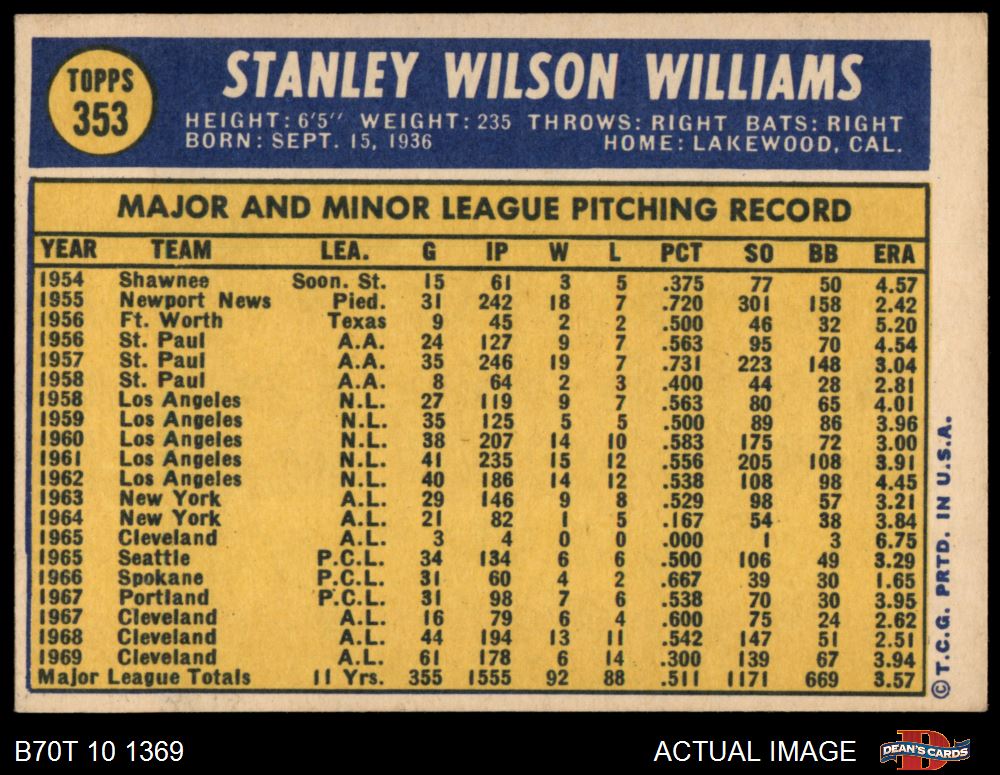 TOPPS
353
STANLEY WILSON WILLIAMS
HEIGHT: 6'5" WEIGHT: 235 THROWS: RIGHT BATS: RIGHT
BORN: SEPT. 15, 1936 HOME: LAKEWOOD, CAL.
MAJOR AND MINOR LEAGUE PITCHING RECORD
YEAR TEAM LEA. G IP W L PCT SO BB ERA
1954 Shawnee Soon. St. 15 61 3 5 .375 77 50 4.57
1955 Newport News Pied. 31 242 18 7 .720 301 158 2.42
1956 Ft. Worth Texas 9 45 2 2 .500 46 32 5.20
1956 St. Paul A.A. 24 127 9 7 .563 95 70 4.54
1957 St. Paul A.A. 35 246 19 7 .731 223 148 3.04
1958 St. Paul A.A. 8 64 2 3 .400 44 28 2.81
1958 Los Angeles N.L. 27 119 9 7 .563 80 65 4.01
1959 Los Angeles N.L. 35 125 5 5 .500 89 86 3.96
1960 Los Angeles N.L. 38 207 14 10 .583 175 72 3.00
1961 Los Angeles N.L. 41 235 15 12 .556 205 108 3.91
1962 Los Angeles N.L. 40 186 14 12 .538 108 98 4.45
1963 New York A.L. 29 146 9 8 .529 98 57 3.21
1964 New York A.L. 21 82 1 5 .167 54 38 3.84
1965 Cleveland A.L. 3 4 0 0 .000 1 3 6.75
1965 Seattle P.C.L. 34 134 6 6 .500 106 49 3.29
1966 Spokane P.C.L. 31 60 4 2 .667 39 30 1.65
1967 Portland P.C.L. 31 98 7 6 .538 70 30 3.95
1967 Cleveland A.L. 16 79 6 4 .600 75 24 2.62
1968 Cleveland A.L. 44 194 13 11 .542 147 51 2.51
1969 Cleveland A.L. 61 178 6 14 .300 139 67 3.94
Major League Totals 11 Yrs. 355 1555 92 88 .511 1171 669 3.57
© T.C.G. PRTD. IN U.S.A.
B70T 10 1369 ACTUAL IMAGE
D
DEAN'S CARDS